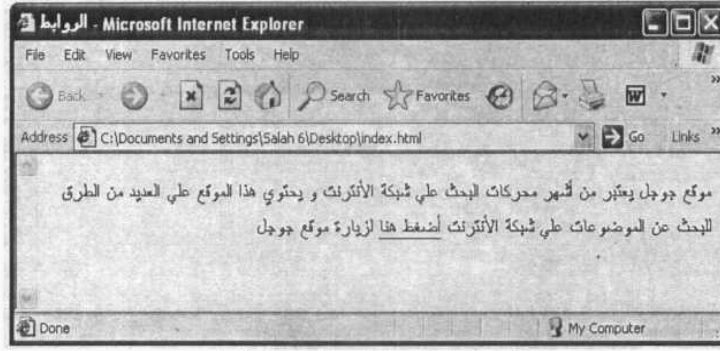 الروابط - Microsoft Internet Explorer
File Edit View Favorites Tools Help
Back Search Favorites
Address C:\Documents and Settings\Salah 6\Desktop\index.html Go Links »
موقع جوجل يعتبر من أشهر محركات البحث علي شبكة الأنترنت و يحتوي هذا الموقع علي العديد من الطرق
للبحث عن الموضوعات علي شبكة الأنترنت أضغط هنا لزيارة موقع جوجل
Done My Computer